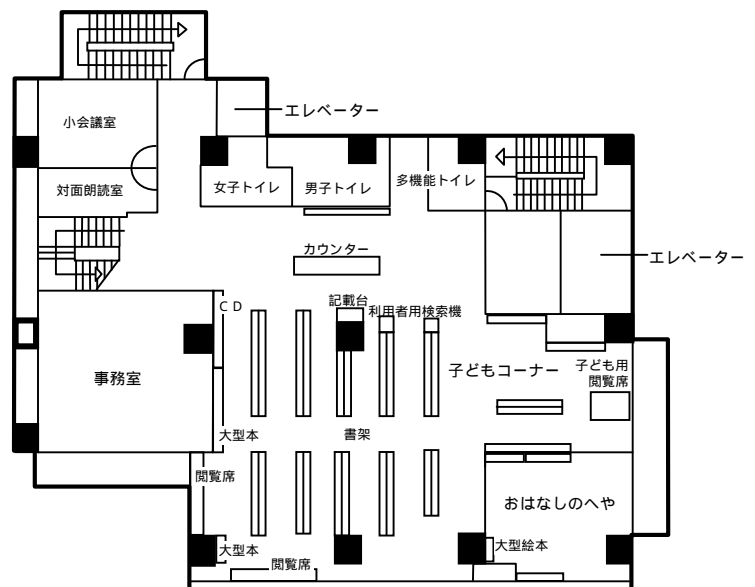 エレベーター
小会議室
対面朗読室
女子トイレ
男子トイレ
多機能トイレ
カウンター
エレベーター
記載台
利用者用検索機
ＣＤ
事務室
子どもコーナー
子ども用
閲覧席
大型本
書架
閲覧席
おはなしのへや
大型本
大型絵本
閲覧席